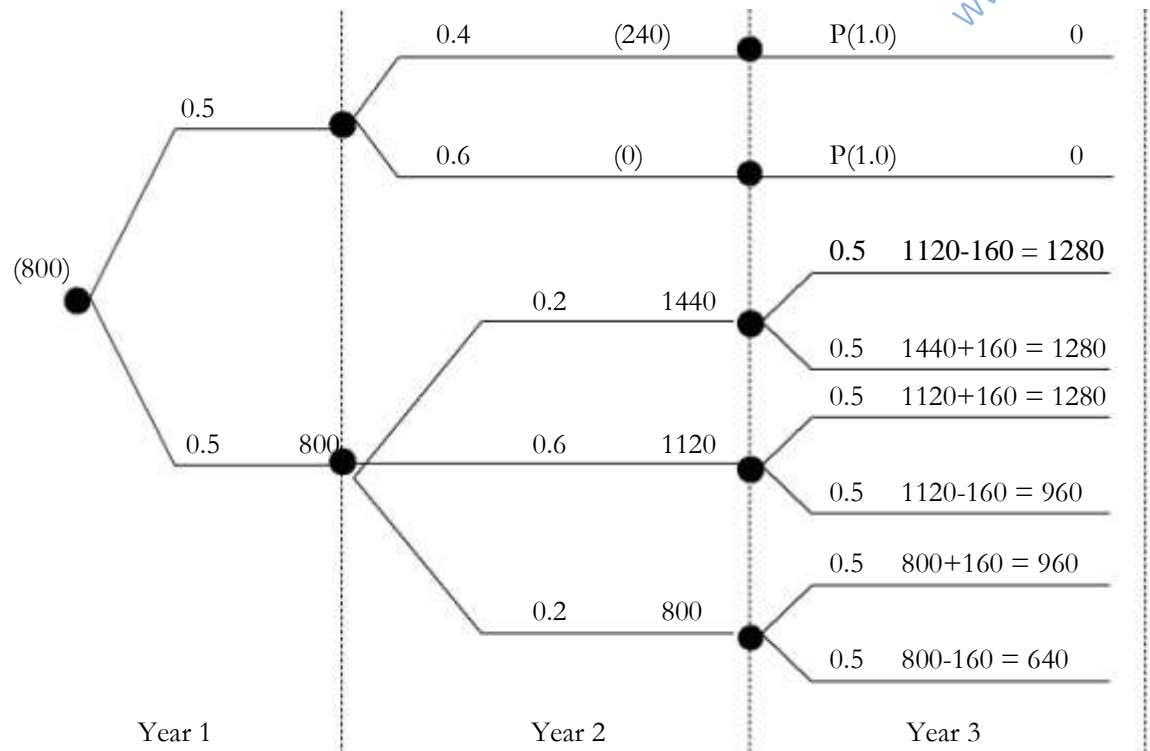 ww
0.4 (240) P(1.0) 0
0.5
0.6 (0) P(1.0) 0
0.5 1120-160 = 1280
(800)
0.2 1440
0.5 1440+160 = 1280
0.5 1120+160 = 1280
0.5 800 0.6 1120
0.5 1120-160 = 960
0.5 800+160 = 960
0.2 800
0.5 800-160 = 640
Year 1 Year 2 Year 3